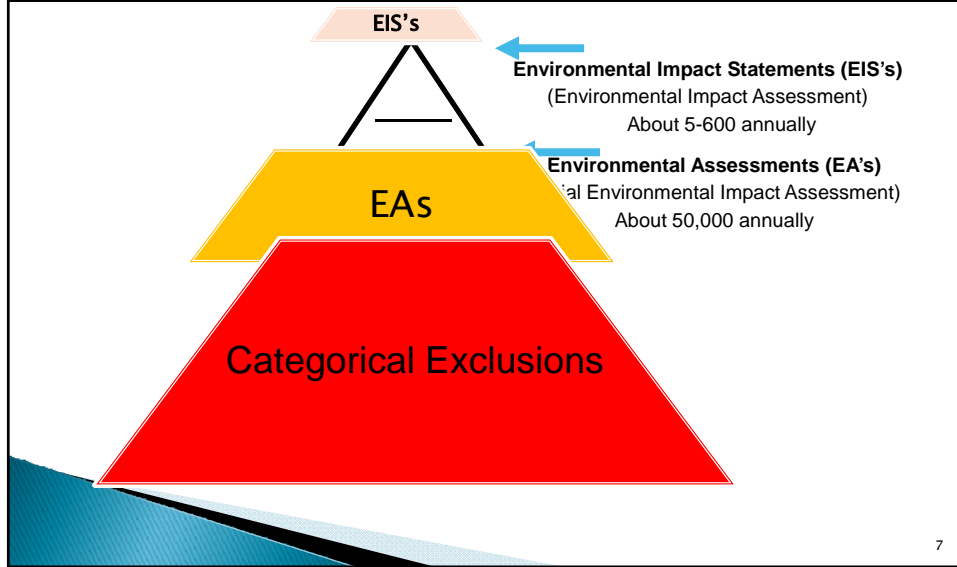 EIS's
Environmental Impact Statements (EIS's)
(Environmental Impact Assessment)
About 5-600 annually
Environmental Assessments (EA's)
ial Environmental Impact Assessment)
About 50,000 annually
EAs
Categorical Exclusions
7